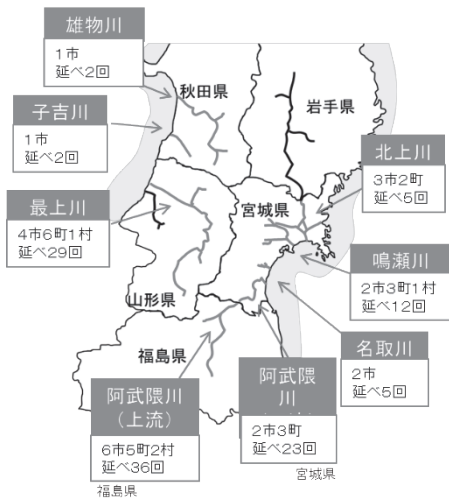 雄物川
1市
延べ2回
秋田県
岩手県
子吉川
1市
延べ2回
北上川
3市2町
延べ5回
最上川
4市6町1村
延べ29回
宮城県
鳴瀬川
2市3町1村
延べ12回
山形県
名取川
2市
延べ5回
福島県
阿武隈川
(上流)
6市5町2村
延べ36回
福島県
阿武隈
川
2市3町
延べ23回
宮城県